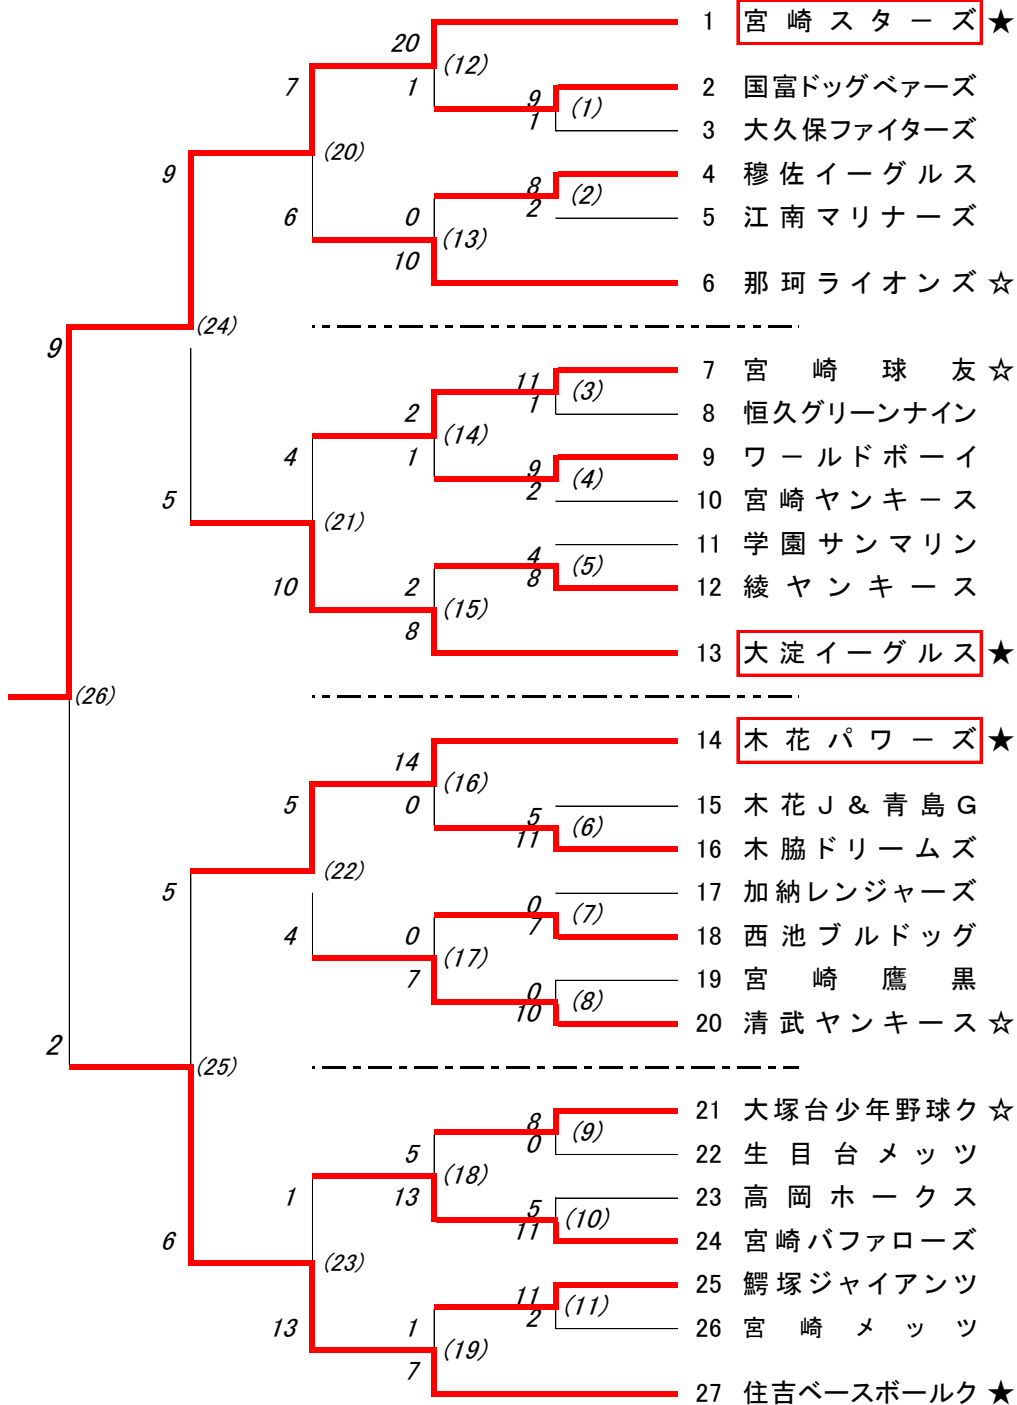 1 宮崎スターズ ★
20
(12)
7
1
2 国富ドッグベァーズ
9
(1)
1
3 大久保ファイターズ
(20)
9
4 穆佐イーグルス
8
(2)
2
6
0
5 江南マリナーズ
(13)
10
6 那珂ライオンズ ☆
(24)
9
7 宮崎球友 ☆
11
(3)
1
2
8 恒久グリーンナイン
(14)
4
1
9 ワールドボーイ
9
(4)
2
5
10 宮崎ヤンキース
(21)
11 学園サンマリン
4
(5)
8
10
2
12 綾ヤンキース
(15)
8
13 大淀イーグルス ★
(26)
14 木花パワーズ ★
14
(16)
5
0
15 木花J&青島G
5
(6)
11
16 木脇ドリームズ
(22)
5
17 加納レンジャーズ
0
(7)
7
4
0
18 西池ブルドッグ
(17)
7
19 宮崎鷹黒
0
(8)
10
20 清武ヤンキース ☆
2
(25)
21 大塚台少年野球ク ☆
8
(9)
0
5
22 生目台メッツ
(18)
1
13
23 高岡ホークス
5
(10)
11
6
24 宮崎バファローズ
(23)
25 鰐塚ジャイアンツ
11
(11)
2
13
1
26 宮崎メッツ
(19)
7
27 住吉ベースボールク ★